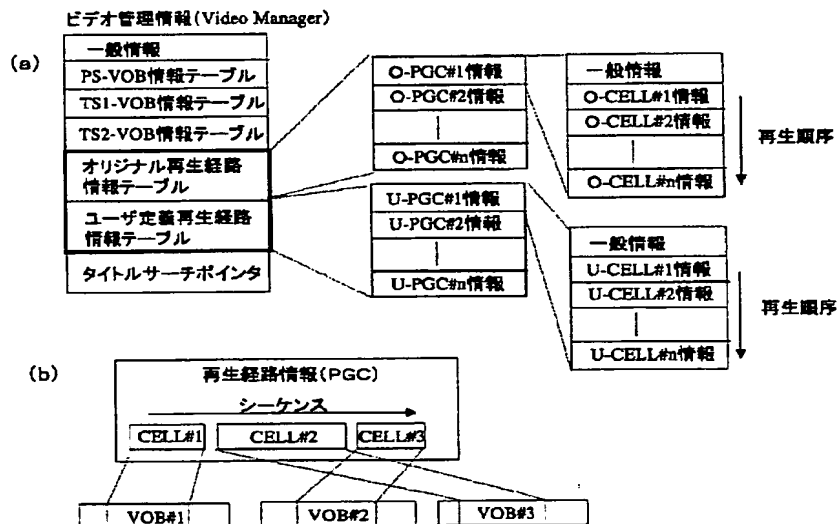 ビデオ管理情報(Video Manager)
(a)
一般情報
PS-VOB情報テーブル
TS1-VOB情報テーブル
TS2-VOB情報テーブル
オリジナル再生経路
情報テーブル
ユーザ定義再生経路
情報テーブル
タイトルサーチポインタ
O-PGC#1情報
O-PGC#2情報
O-PGC#n情報
U-PGC#1情報
U-PGC#2情報
U-PGC#n情報
一般情報
O-CELL#1情報
O-CELL#2情報
O-CELL#n情報
再生順序
一般情報
U-CELL#1情報
U-CELL#2情報
U-CELL#n情報
再生順序
(b)
再生経路情報(PGC)
シーケンス
CELL#1
CELL#2
CELL#3
VOB#1
VOB#2
VOB#3